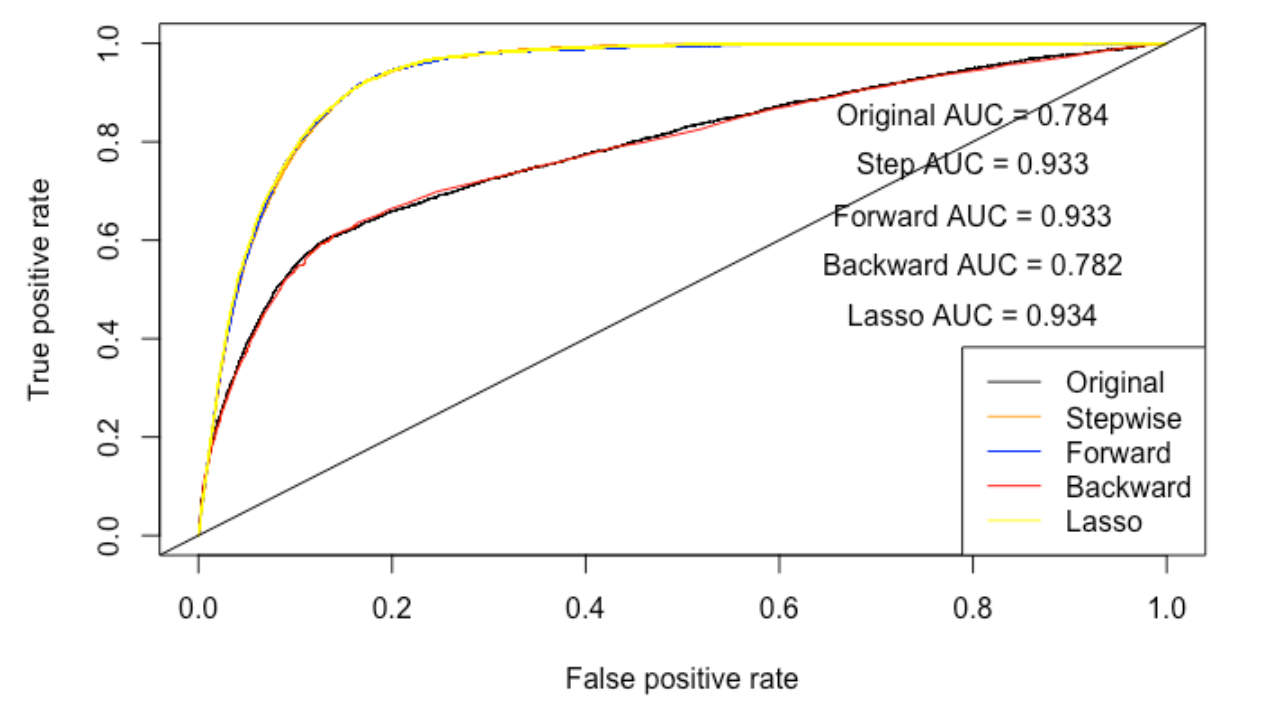 True positive rate
1.0
0.8
0.6
0.4
0.2
0.0
Original AUC = 0.784
Step AUC = 0.933
Forward AUC = 0.933
Backward AUC = 0.782
Lasso AUC = 0.934
Original
Stepwise
Forward
Backward
Lasso
0.0 0.2 0.4 0.6 0.8 1.0
False positive rate